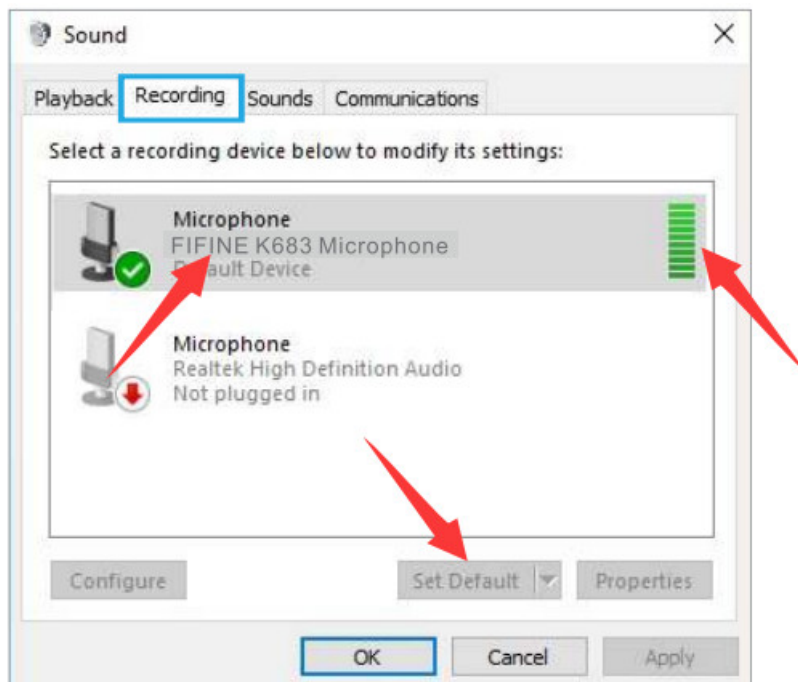 Sound
Playback Recording Sounds Communications
Select a recording device below to modify its settings:
Microphone
FIFINE K683 Microphone
Default Device
Microphone
Realtek High Definition Audio
Not plugged in
Configure Set Default Properties
OK Cancel Apply